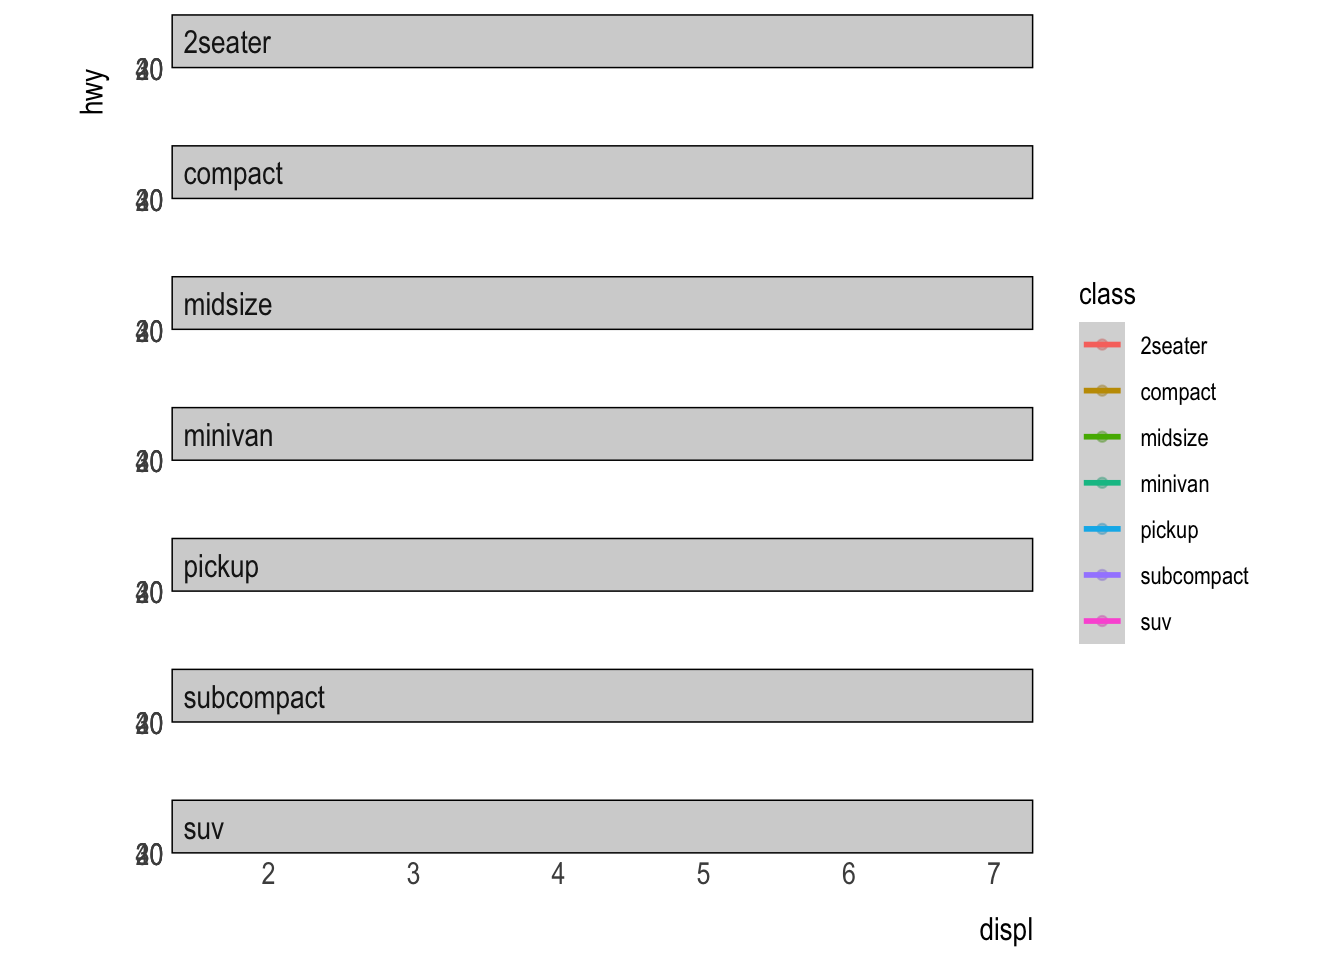 2seater
hwy
compact
midsize
minivan
pickup
subcompact
suv
2 3 4 5 6 7
displ
class
2seater
compact
midsize
minivan
pickup
subcompact
suv